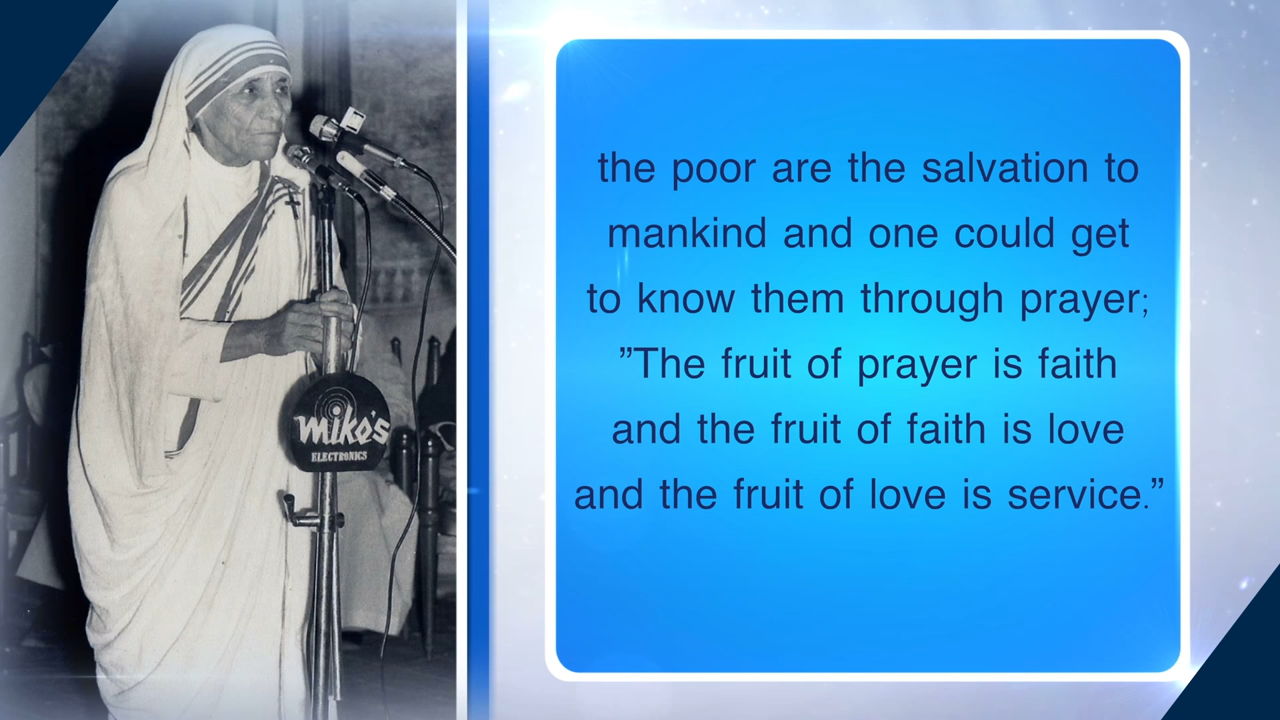 the poor are the salvation to
mankind and one could get
to know them through prayer;
”The fruit of prayer is faith
and the fruit of faith is love
and the fruit of love is service.”
mike's
ELECTRONICS